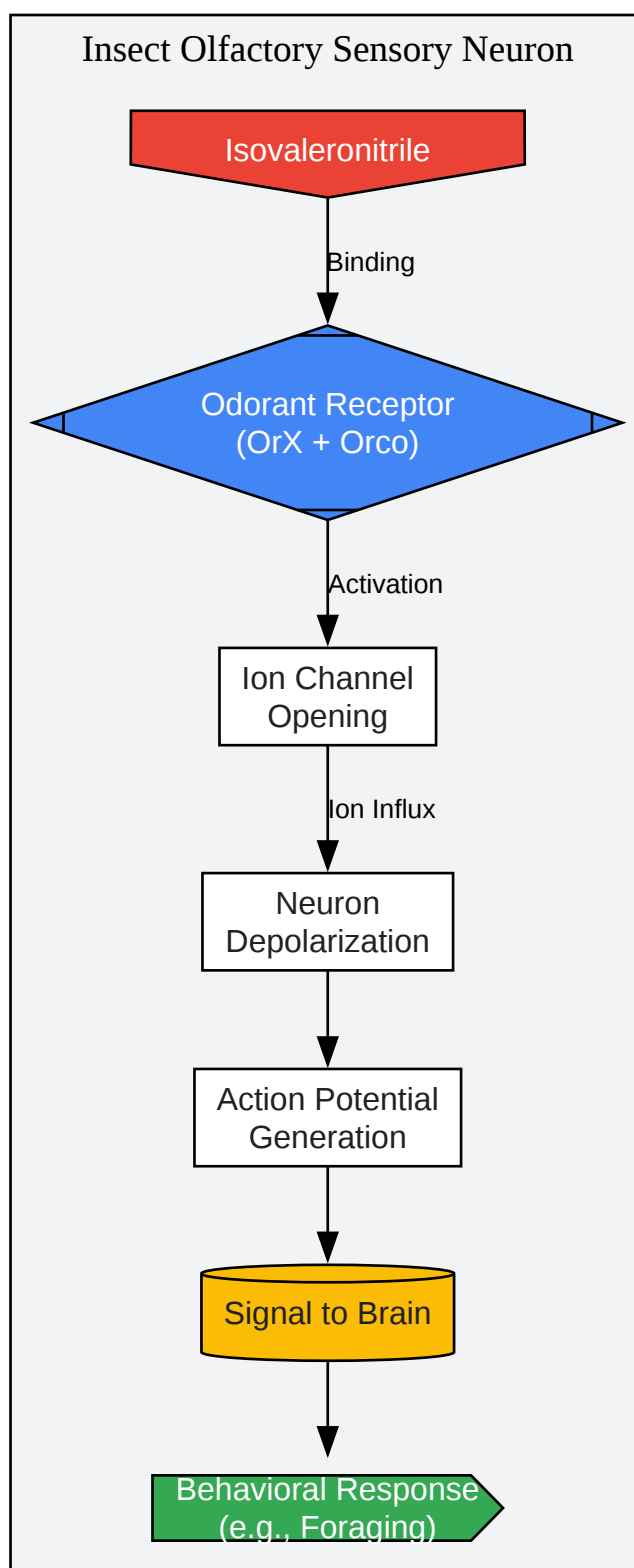 Insect Olfactory Sensory Neuron
Isovaleronitrile
Binding
Odorant Receptor
(OrX + Orco)
Activation
Ion Channel
Opening
Ion Influx
Neuron
Depolarization
Action Potential
Generation
Signal to Brain
Behavioral Response
(e.g., Foraging)